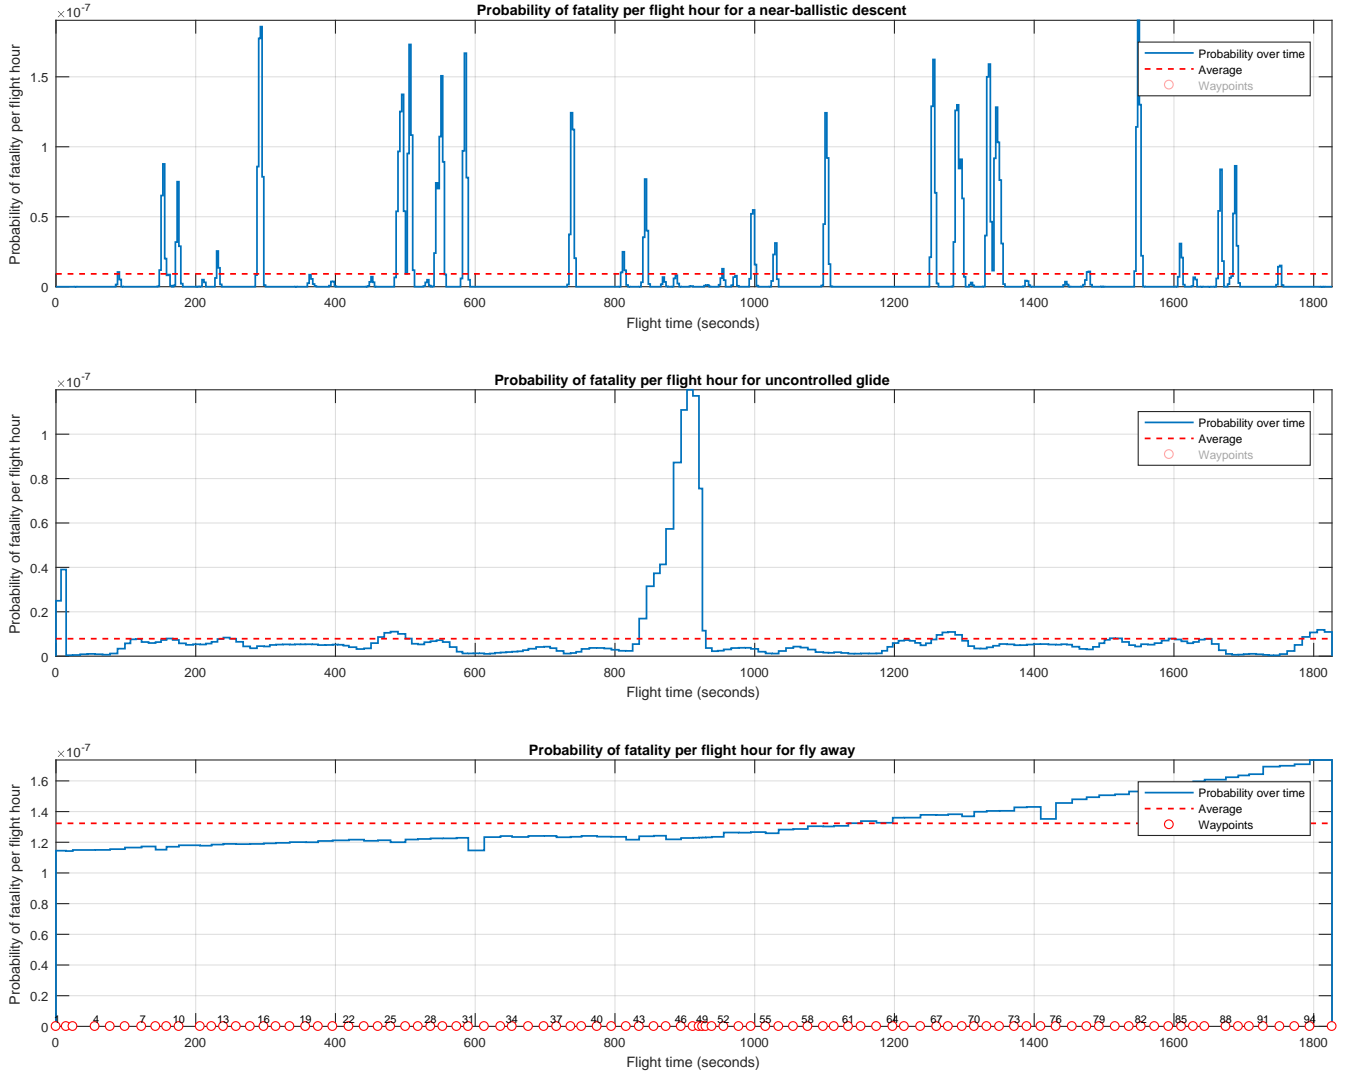 Probability of fatality per flight hour for a near-ballistic descent
×10-7
Probability of fatality per flight hour
1.5
1
0.5
0
0 200 400 600 800 1000 1200 1400 1600 1800
Flight time (seconds)
Probability over time
Average
Waypoints
Probability of fatality per flight hour for uncontrolled glide
×10-7
Probability of fatality per flight hour
1
0.8
0.6
0.4
0.2
0
0 200 400 600 800 1000 1200 1400 1600 1800
Flight time (seconds)
Probability over time
Average
Waypoints
Probability of fatality per flight hour for fly away
×10-7
Probability of fatality per flight hour
1.6
1.4
1.2
1
0.8
0.6
0.4
0.2
0
1 4 7 10 13 16 19 22 25 28 31 34 37 40 43 46 49 52 55 58 61 64 67 70 73 76 79 82 85 88 91 94
0 200 400 600 800 1000 1200 1400 1600 1800
Flight time (seconds)
Probability over time
Average
Waypoints